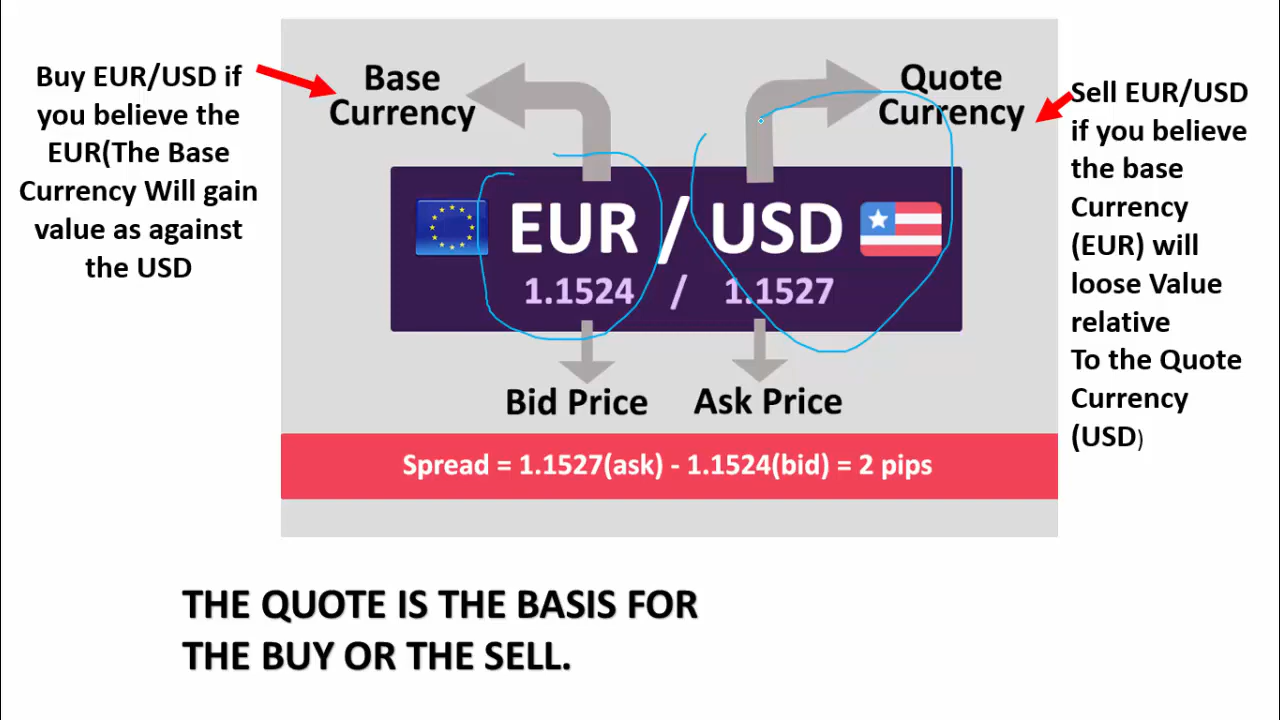 Buy EUR/USD if
you believe the
EUR(The Base
Currency Will gain
value as against
the USD
Base
Currency
Quote
Currency
EUR / USD
1.1524 / 1.1527
Bid Price
Ask Price
Spread = 1.1527(ask) - 1.1524(bid) = 2 pips
Sell EUR/USD
if you believe
the base
Currency
(EUR) will
loose Value
relative
To the Quote
Currency
(USD)
THE QUOTE IS THE BASIS FOR
THE BUY OR THE SELL.